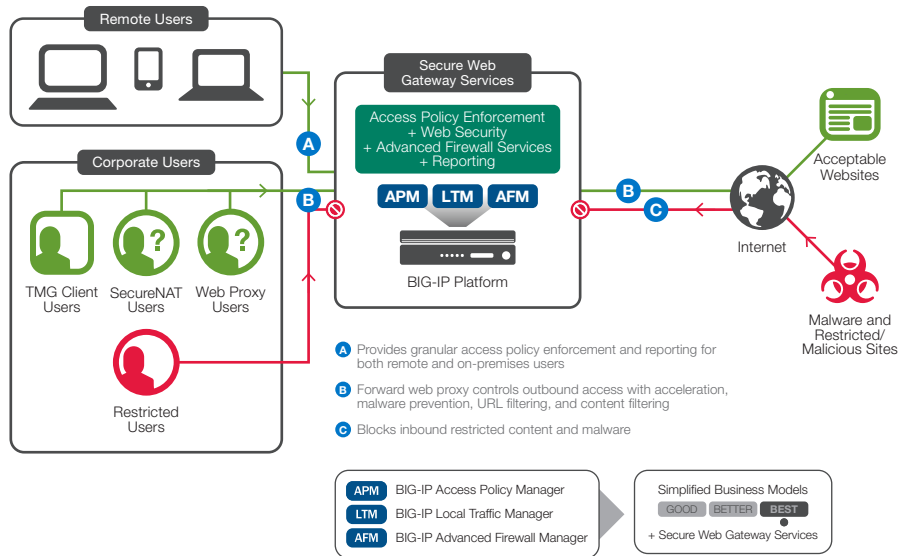 Remote Users
Corporate Users
TMG Client
Users
?
SecureNAT
Users
?
Web Proxy
Users
Restricted
Users
A
B
Secure Web
Gateway Services
Access Policy Enforcement
+ Web Security
+ Advanced Firewall Services
+ Reporting
APM
LTM
AFM
BIG-IP Platform
B
C
Internet
Acceptable
Websites
Malware and
Restricted/
Malicious Sites
A Provides granular access policy enforcement and reporting for
both remote and on-premises users
B Forward web proxy controls outbound access with acceleration,
malware prevention, URL filtering, and content filtering
C Blocks inbound restricted content and malware
APM BIG-IP Access Policy Manager
LTM BIG-IP Local Traffic Manager
AFM BIG-IP Advanced Firewall Manager
Simplified Business Models
GOOD BETTER BEST
+ Secure Web Gateway Services